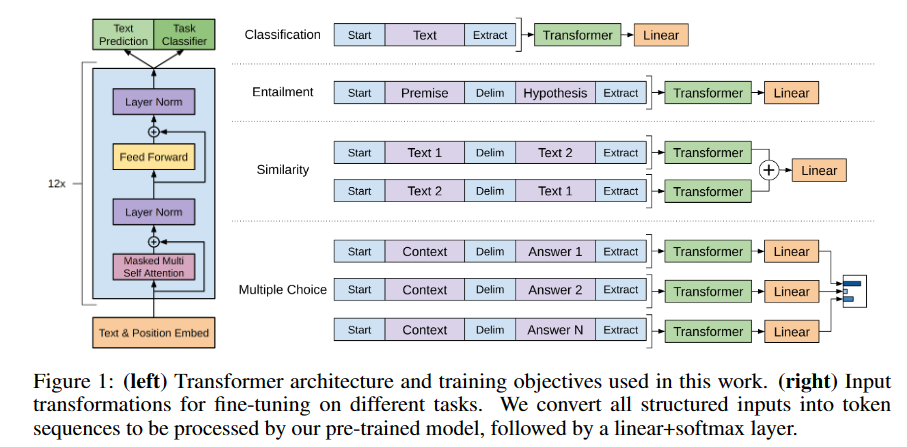 Text Prediction
Task Classifier
12x
Layer Norm
+
Feed Forward
Layer Norm
+
Masked Multi Self Attention
Text & Position Embed
Classification
Start Text Extract Transformer Linear
Entailment
Start Premise Delim Hypothesis Extract Transformer Linear
Similarity
Start Text 1 Delim Text 2 Extract Transformer
+ Linear
Start Text 2 Delim Text 1 Extract Transformer
Multiple Choice
Start Context Delim Answer 1 Extract Transformer Linear
Start Context Delim Answer 2 Extract Transformer Linear
Start Context Delim Answer N Extract Transformer Linear
Figure 1: (left) Transformer architecture and training objectives used in this work. (right) Input
transformations for fine-tuning on different tasks. We convert all structured inputs into token
sequences to be processed by our pre-trained model, followed by a linear+softmax layer.